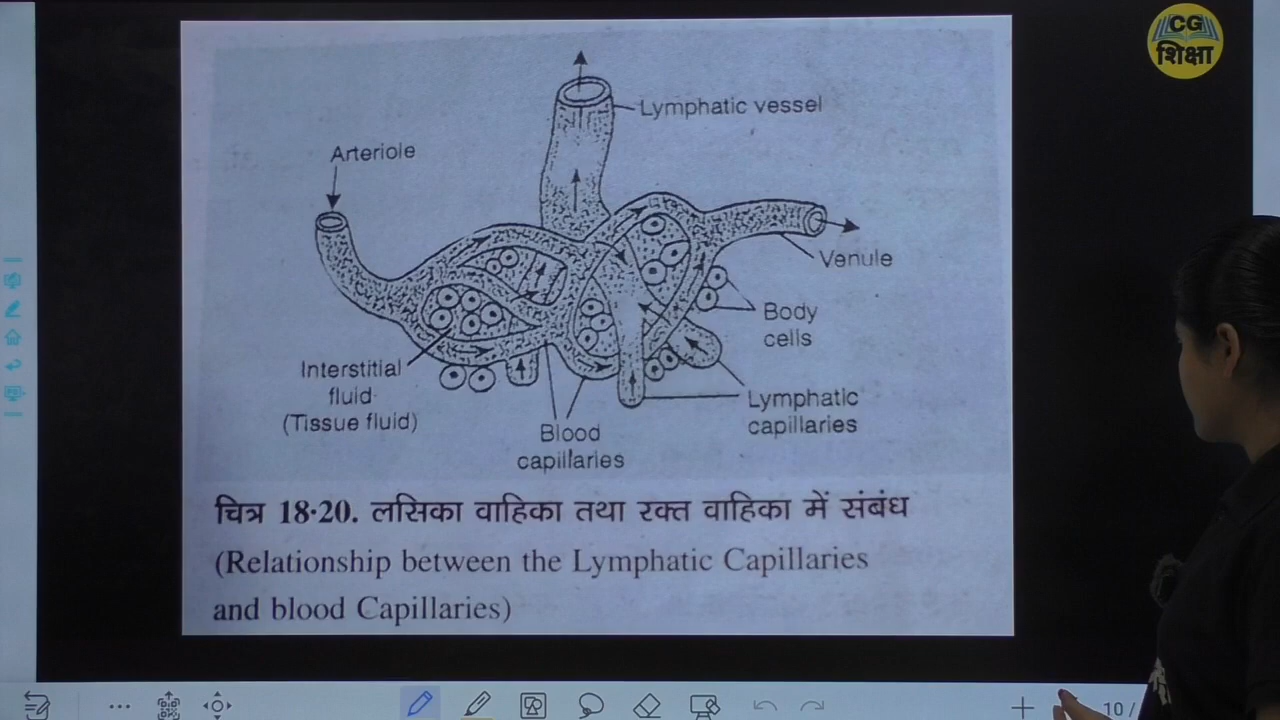 CG
शिक्षा
Lymphatic vessel
Arteriole
Venule
Body
cells
Interstitial
fluid
(Tissue fluid)
Lymphatic
capillaries
Blood
capillaries
चित्र 18·20. लसिका वाहिका तथा रक्त वाहिका में संबंध
(Relationship between the Lymphatic Capillaries
and blood Capillaries)
10 /